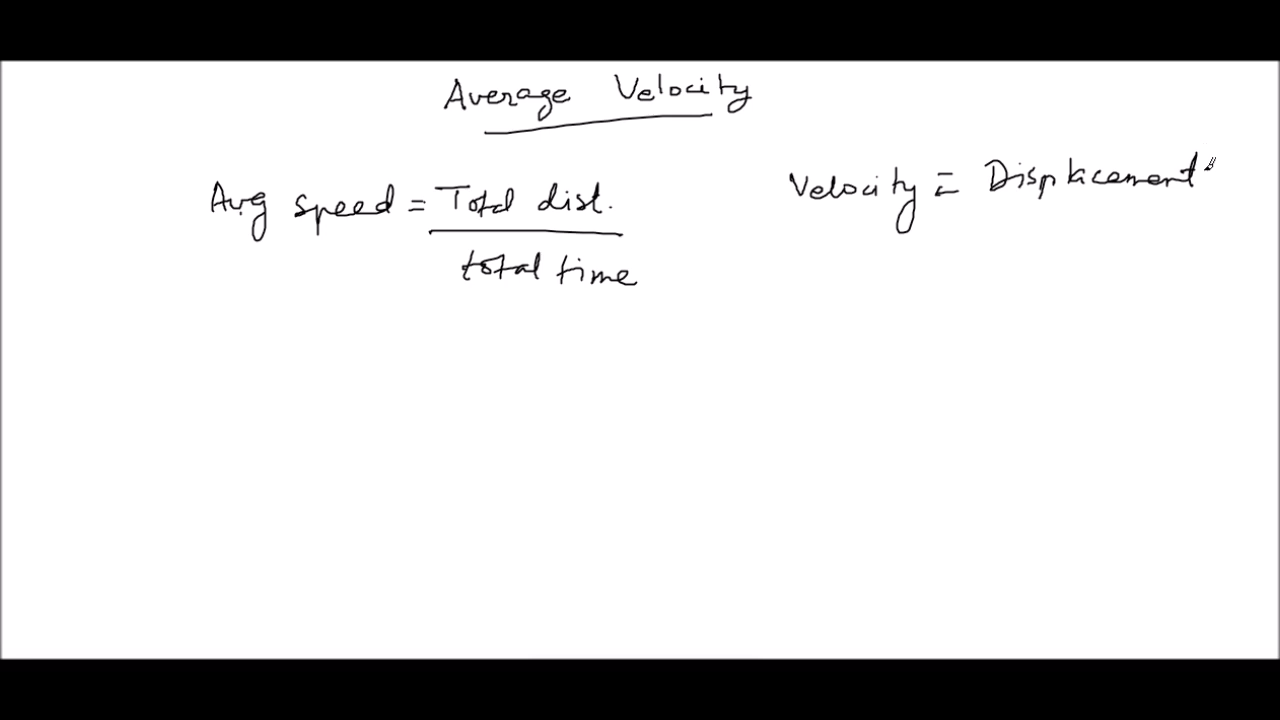 Average Velocity
Avg speed = Total dist.
total time
Velocity = Displacement